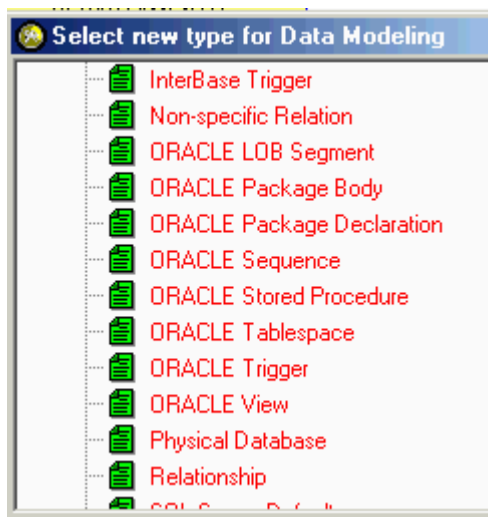 Select new type for Data Modeling
InterBase Trigger
Non-specific Relation
ORACLE LOB Segment
ORACLE Package Body
ORACLE Package Declaration
ORACLE Sequence
ORACLE Stored Procedure
ORACLE Tablespace
ORACLE Trigger
ORACLE View
Physical Database
Relationship